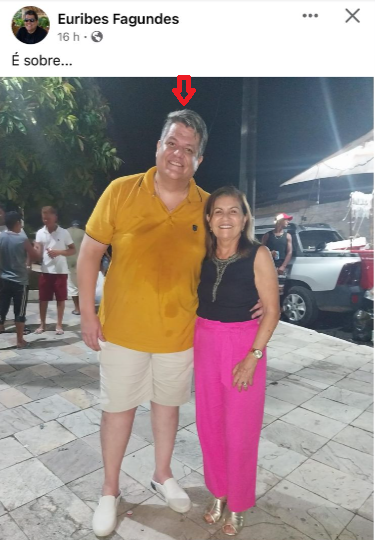 Euribes Fagundes
16 h ·
É sobre...